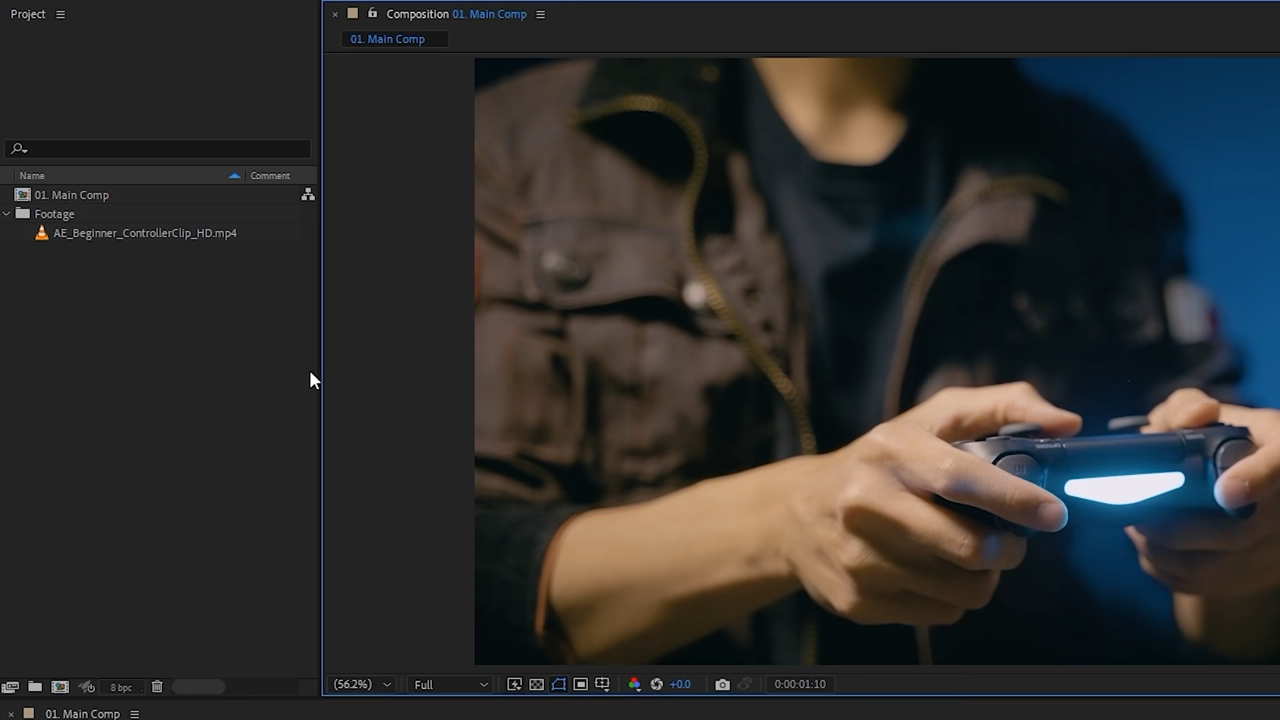 Project
Composition 01. Main Comp
01. Main Comp
Name
Comment
01. Main Comp
Footage
AE_Beginner_ControllerClip_HD.mp4
8 bpc
(56.2%)
Full
+0.0
0:00:01:10
01. Main Comp